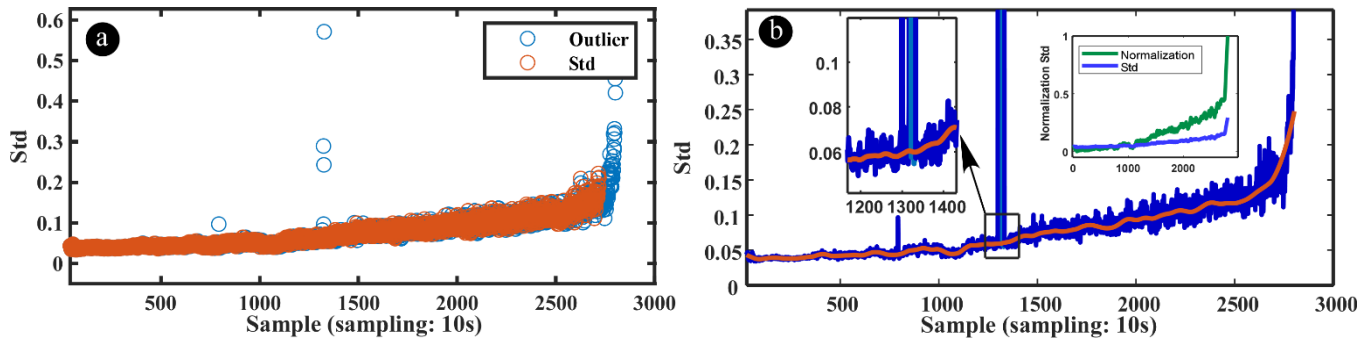 a
0.6
0.5
0.4
0.3
0.2
0.1
0
Std
Outlier
Std
500 1000 1500 2000 2500 3000
Sample (sampling: 10s)
b
0.35
0.3
0.25
0.2
0.15
0.1
0.05
0
Std
0.1
0.08
0.06
1200 1300 1400
1
0.5
0
Normalization Std
Normalization
Std
0 1000 2000
500 1000 1500 2000 2500 3000
Sample (sampling: 10s)